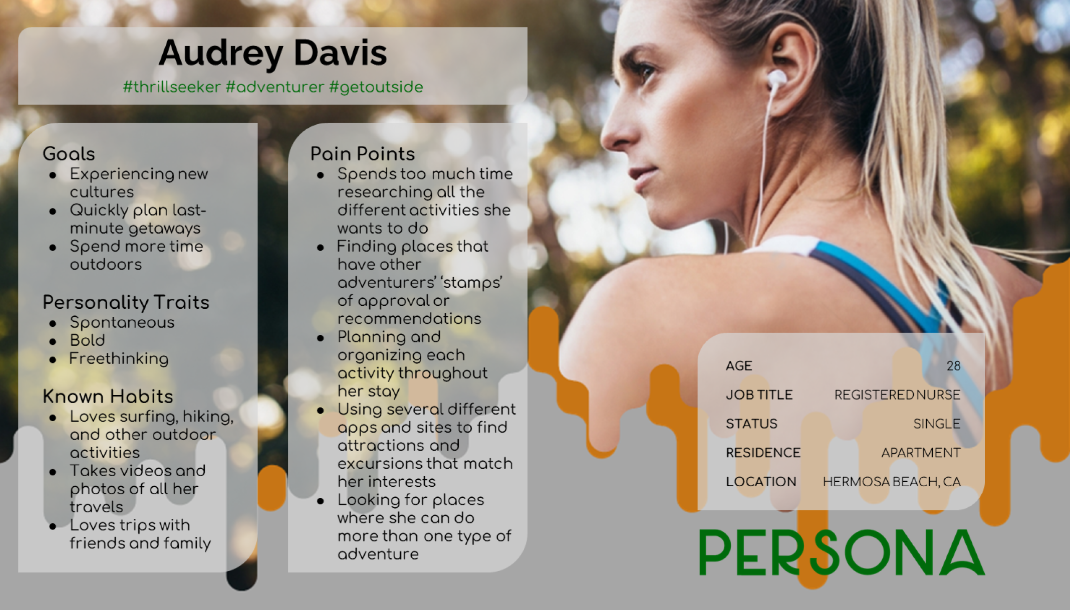 Audrey Davis
#thrillseeker #adventurer #getoutside
Goals
● Experiencing new
cultures
● Quickly plan last-
minute getaways
● Spend more time
outdoors
Personality Traits
● Spontaneous
● Bold
● Freethinking
Known Habits
● Loves surfing, hiking,
and other outdoor
activities
● Takes videos and
photos of all her
travels
● Loves trips with
friends and family
Pain Points
● Spends too much time
researching all the
different activities she
wants to do
● Finding places that
have other
adventurers' 'stamps'
of approval or
recommendations
● Planning and
organizing each
activity throughout
her stay
● Using several different
apps and sites to find
attractions and
excursions that match
her interests
● Looking for places
where she can do
more than one type of
adventure
AGE 28
JOB TITLE REGISTERED NURSE
STATUS SINGLE
RESIDENCE APARTMENT
LOCATION HERMOSA BEACH, CA
PERSONA